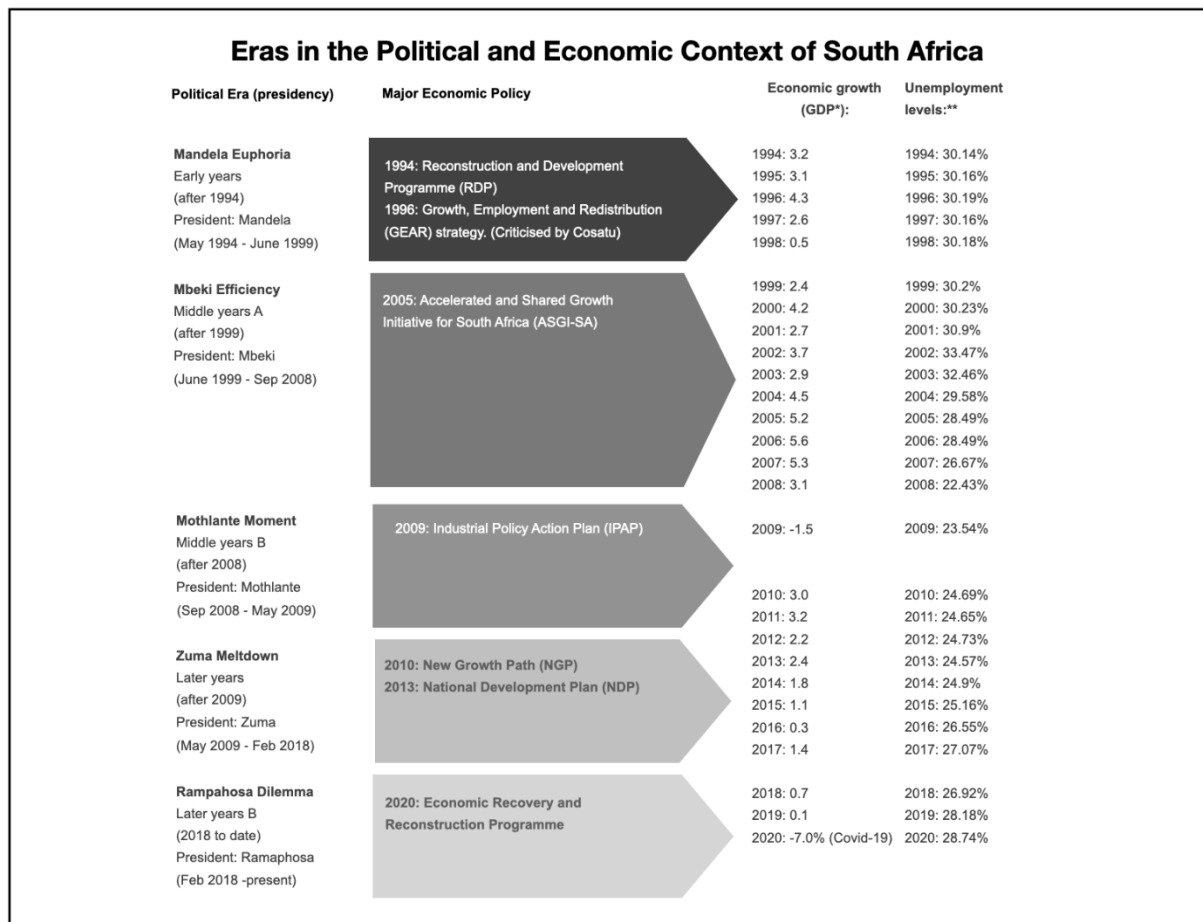 Eras in the Political and Economic Context of South Africa
Political Era (presidency)
Major Economic Policy
Economic growth
(GDP*):
Unemployment
levels:**
Mandela Euphoria
Early years
(after 1994)
President: Mandela
(May 1994 - June 1999)
1994: Reconstruction and Development
Programme (RDP)
1996: Growth, Employment and Redistribution
(GEAR) strategy. (Criticised by Cosatu)
1994: 3.2
1995: 3.1
1996: 4.3
1997: 2.6
1998: 0.5
1994: 30.14%
1995: 30.16%
1996: 30.19%
1997: 30.16%
1998: 30.18%
Mbeki Efficiency
Middle years A
(after 1999)
President: Mbeki
(June 1999 - Sep 2008)
2005: Accelerated and Shared Growth
Initiative for South Africa (ASGI-SA)
1999: 2.4
2000: 4.2
2001: 2.7
2002: 3.7
2003: 2.9
2004: 4.5
2005: 5.2
2006: 5.6
2007: 5.3
2008: 3.1
1999: 30.2%
2000: 30.23%
2001: 30.9%
2002: 33.47%
2003: 32.46%
2004: 29.58%
2005: 28.49%
2006: 28.49%
2007: 26.67%
2008: 22.43%
Mothlante Moment
Middle years B
(after 2008)
President: Mothlante
(Sep 2008 - May 2009)
2009: Industrial Policy Action Plan (IPAP)
2009: -1.5
2009: 23.54%
Zuma Meltdown
Later years
(after 2009)
President: Zuma
(May 2009 - Feb 2018)
2010: New Growth Path (NGP)
2013: National Development Plan (NDP)
2010: 3.0
2011: 3.2
2012: 2.2
2013: 2.4
2014: 1.8
2015: 1.1
2016: 0.3
2017: 1.4
2010: 24.69%
2011: 24.65%
2012: 24.73%
2013: 24.57%
2014: 24.9%
2015: 25.16%
2016: 26.55%
2017: 27.07%
Rampahosa Dilemma
Later years B
(2018 to date)
President: Ramaphosa
(Feb 2018 -present)
2020: Economic Recovery and
Reconstruction Programme
2018: 0.7
2019: 0.1
2020: -7.0% (Covid-19)
2018: 26.92%
2019: 28.18%
2020: 28.74%